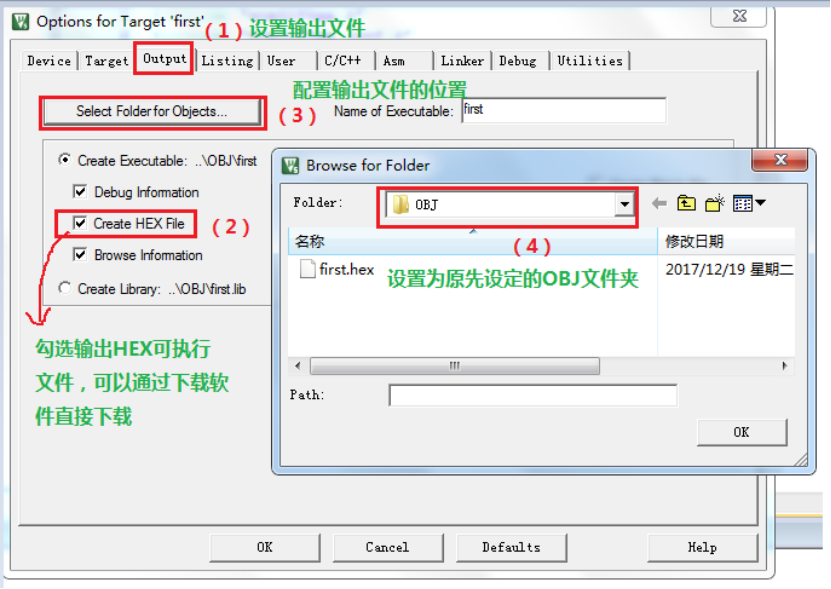 Options for Target 'first'
（1）设置输出文件
Device Target Output Listing User C/C++ Asm Linker Debug Utilities
配置输出文件的位置
Select Folder for Objects...
（3）
Name of Executable: first
Create Executable: ..\OBJ\first
Debug Information
Create HEX File
（2）
Browse Information
Create Library: ..\OBJ\first.lib
勾选输出HEX可执行
文件，可以通过下载软
件直接下载
Browse for Folder
Folder: OBJ
（4）
名称 修改日期
first.hex 2017/12/19 星期二
设置为原先设定的OBJ文件夹
Path:
OK
OK Cancel Defaults Help